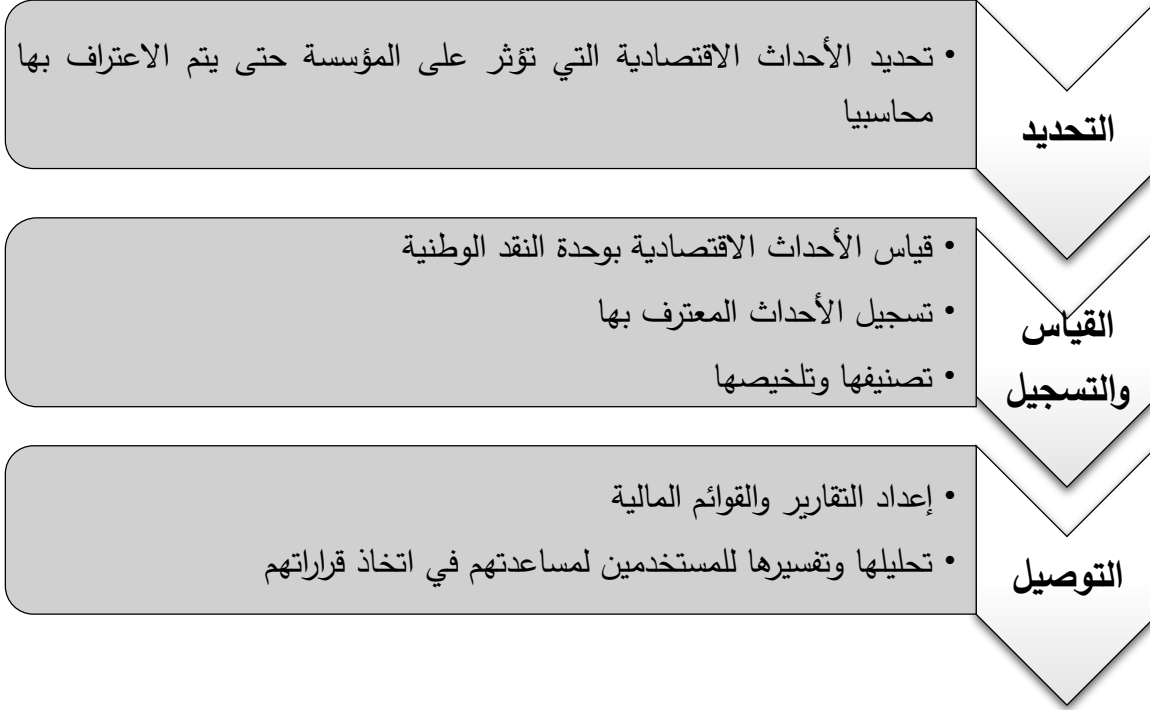 التحديد
• تحديد الأحداث الاقتصادية التي تؤثر على المؤسسة حتى يتم الاعتراف بها
محاسبيا
القياس
والتسجيل
• قياس الأحداث الاقتصادية بوحدة النقد الوطنية
• تسجيل الأحداث المعترف بها
• تصنيفها وتلخيصها
التوصيل
• إعداد التقارير والقوائم المالية
• تحليلها وتفسيرها للمستخدمين لمساعدتهم في اتخاذ قراراتهم